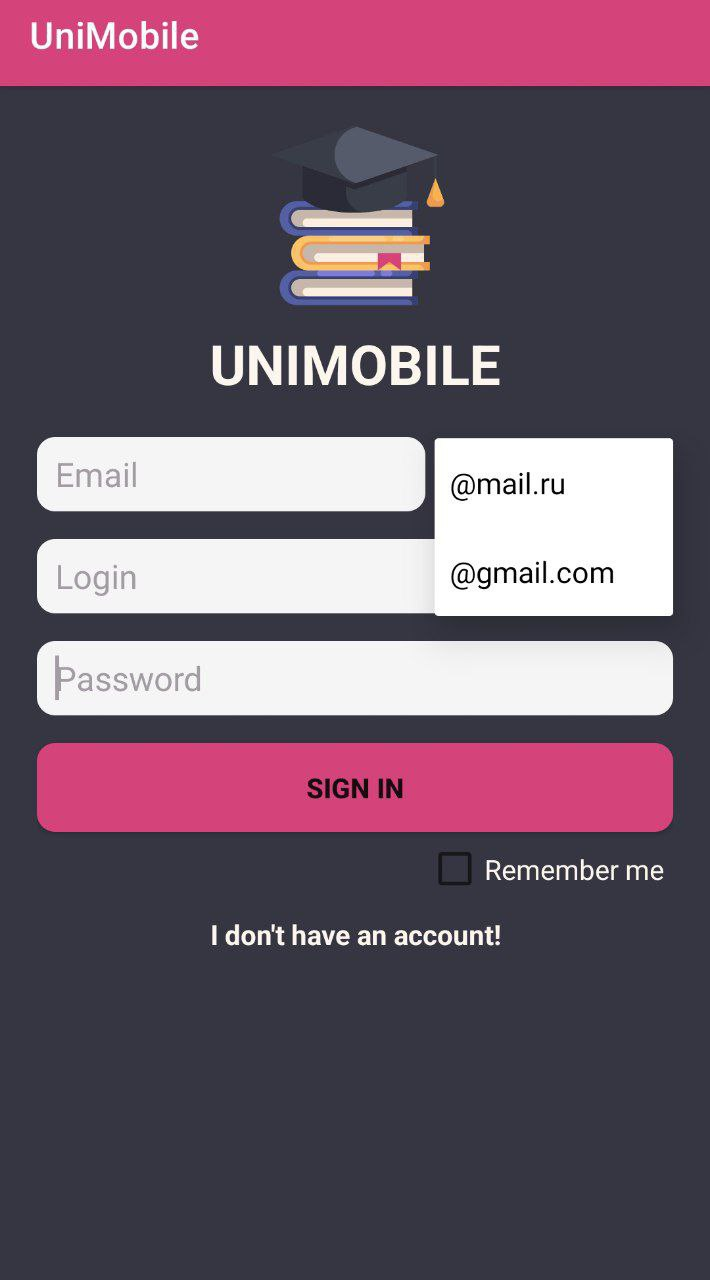 UniMobile
UNIMOBILE
Email
@mail.ru
Login
@gmail.com
Password
SIGN IN
Remember me
I don't have an account!